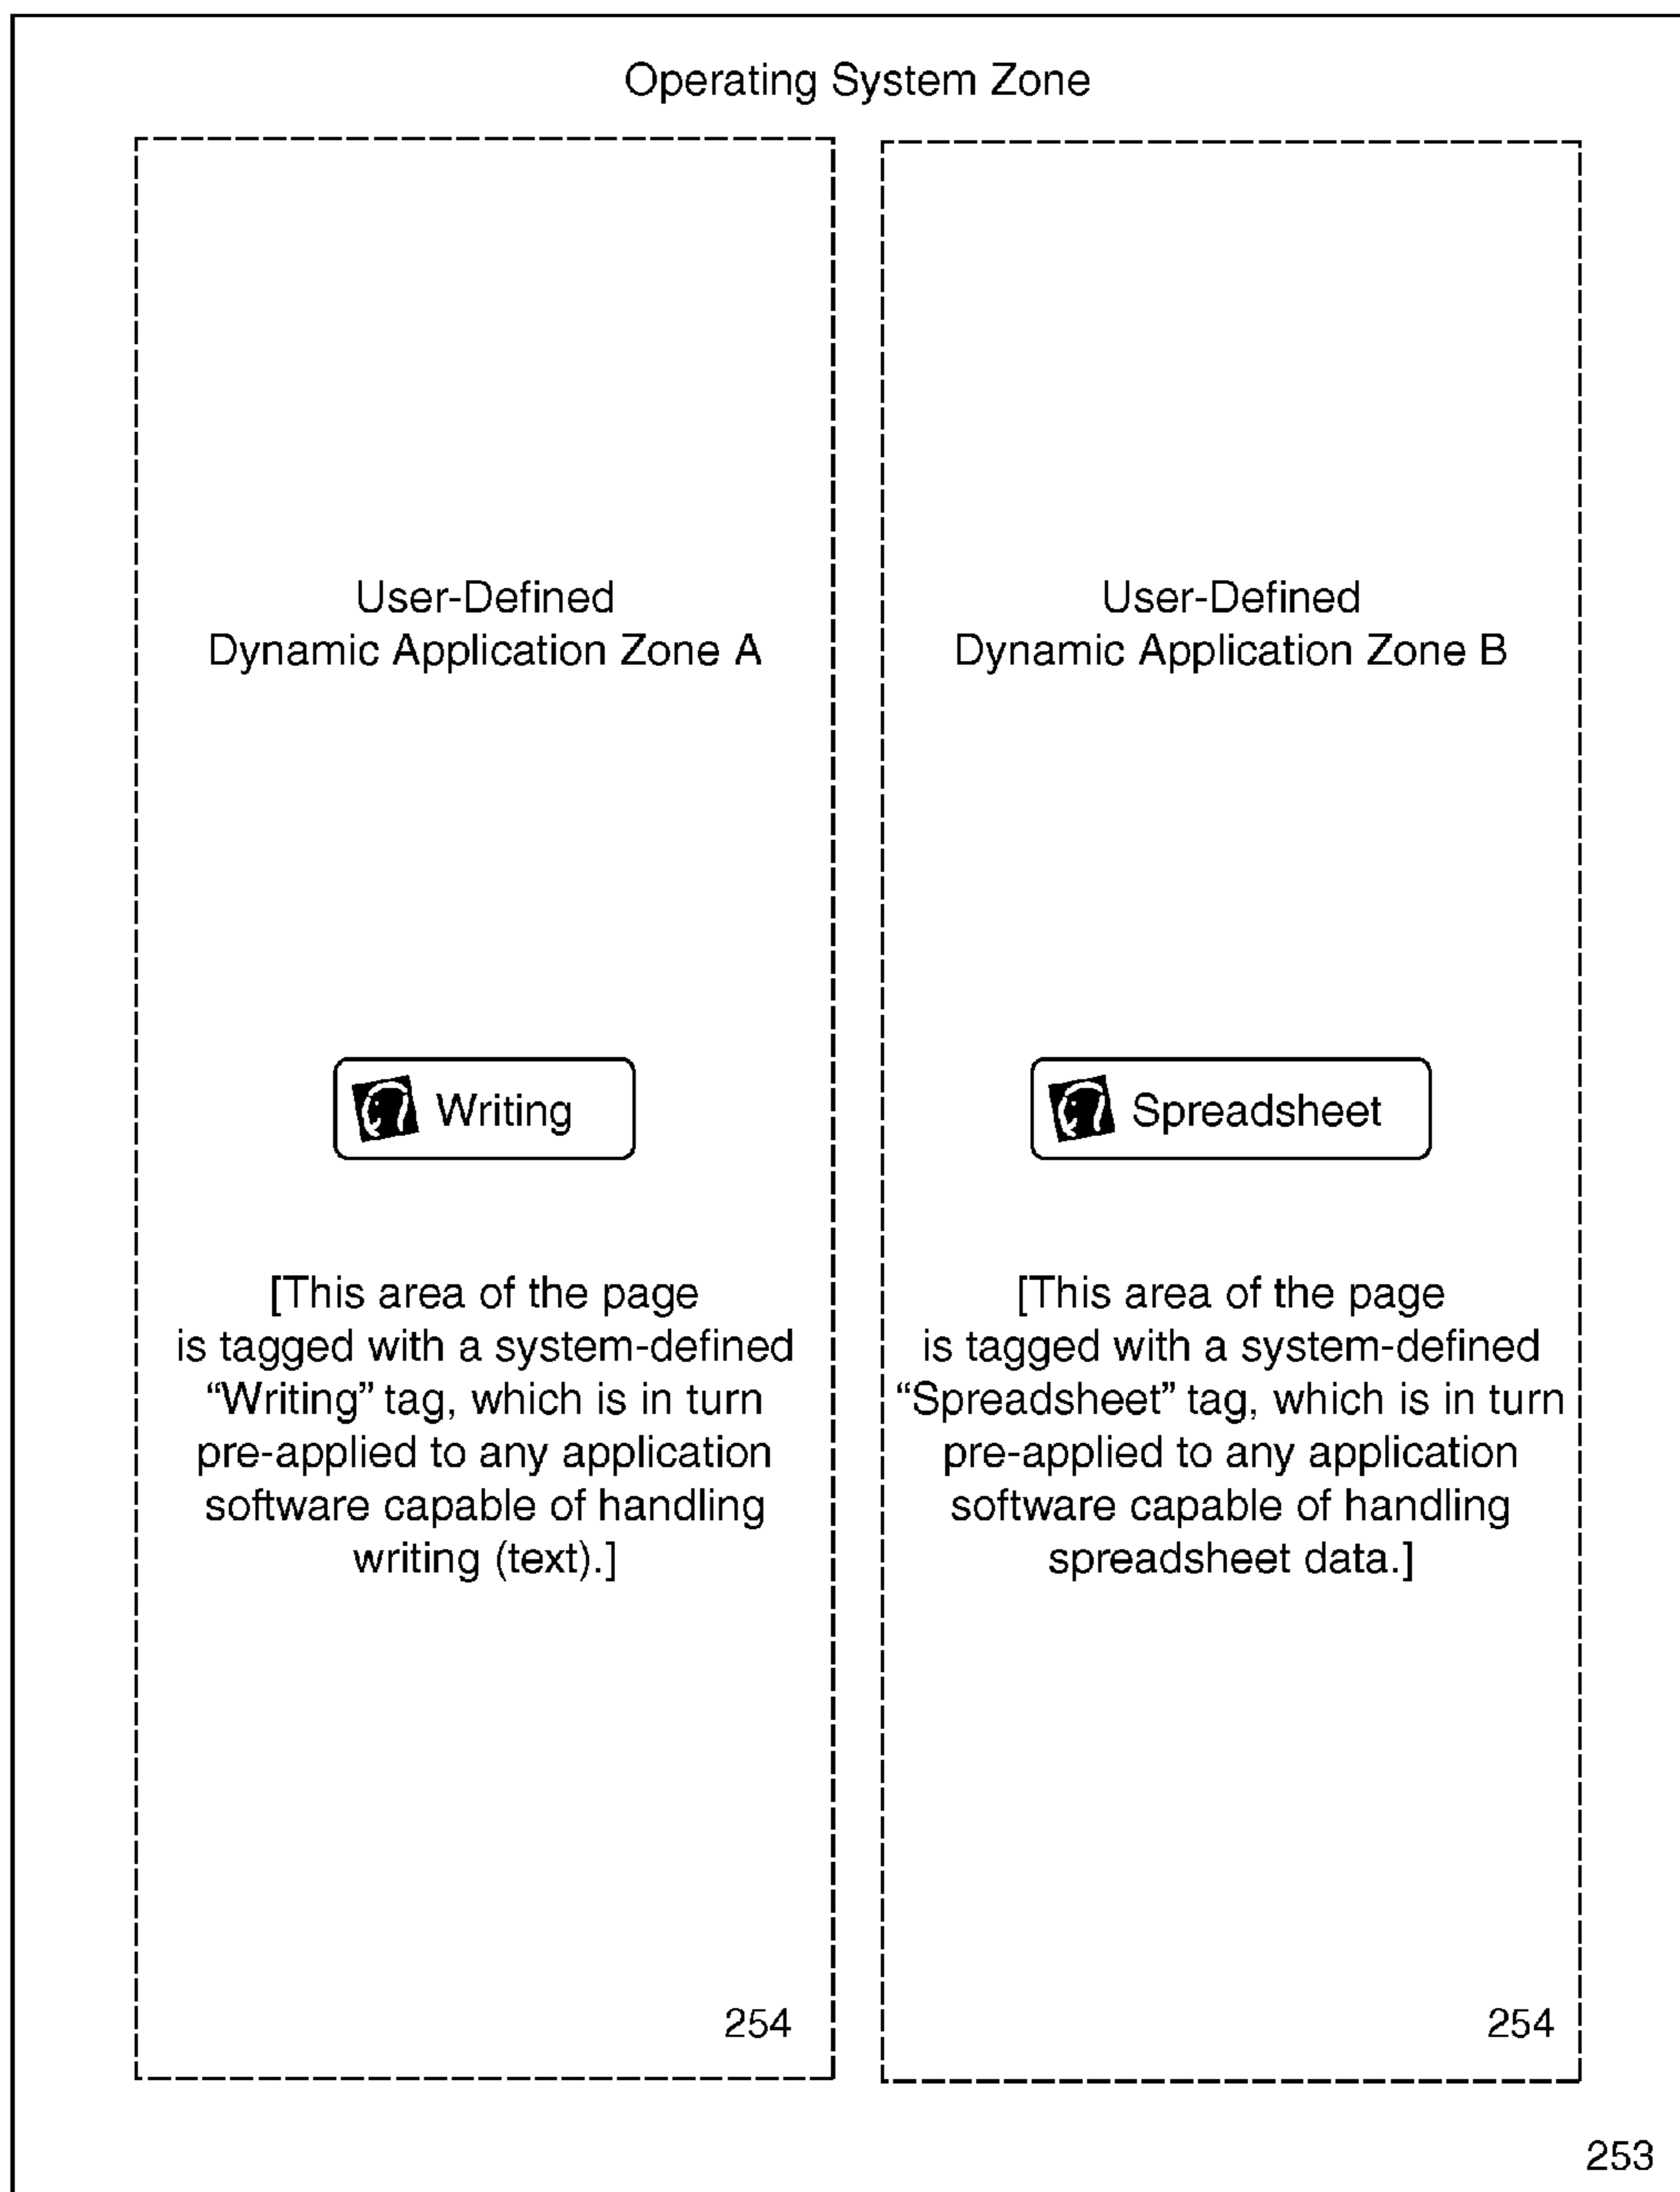 Operating System Zone
User-Defined
Dynamic Application Zone A
Writing
[This area of the page
is tagged with a system-defined
“Writing” tag, which is in turn
pre-applied to any application
software capable of handling
writing (text).]
254
User-Defined
Dynamic Application Zone B
Spreadsheet
[This area of the page
is tagged with a system-defined
“Spreadsheet” tag, which is in turn
pre-applied to any application
software capable of handling
spreadsheet data.]
254
253